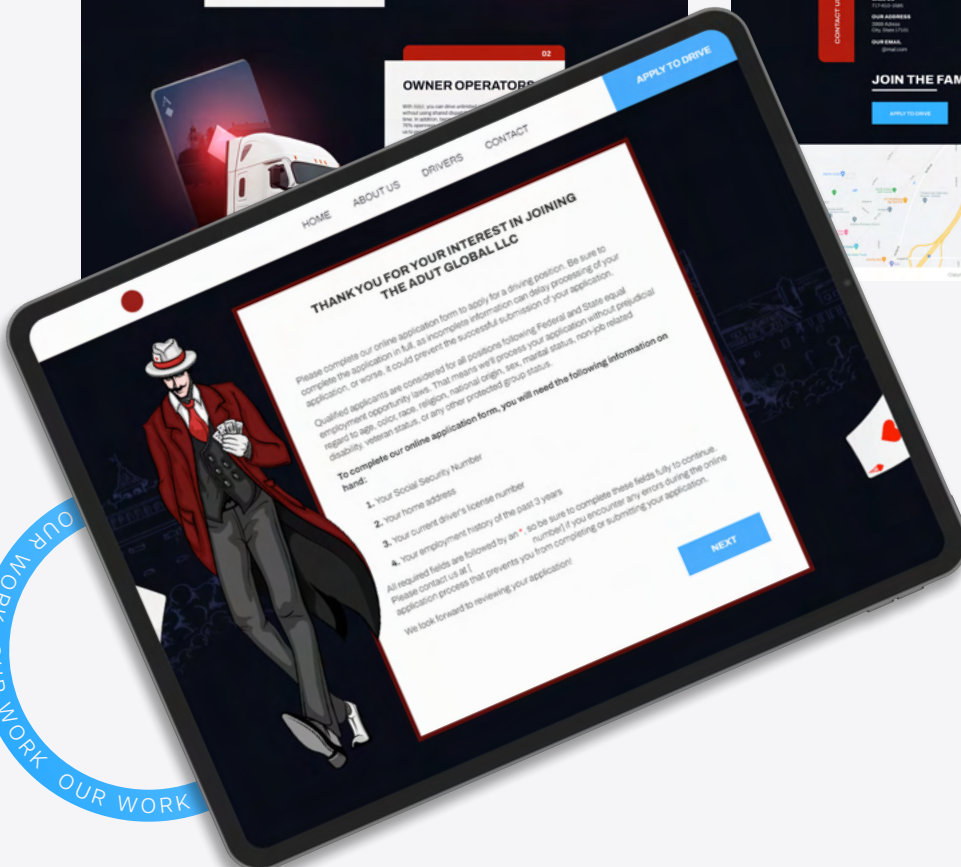 02
OWNER OPERATORS
CONTACT US
717-810-1685
OUR ADDRESS
City, State 17101
OUR EMAIL
@mail.com
JOIN THE FAM
APPLY TO DRIVE
APPLY TO DRIVE
HOME
ABOUT US
DRIVERS
CONTACT
THANK YOU FOR YOUR INTEREST IN JOINING
THE ADUT GLOBAL LLC
Please complete our online application form to apply for a driving position. Be sure to
complete the application in full, as incomplete information can delay processing of your
application, or worse, it could prevent the successful submission of your application.
Qualified applicants are considered for all positions following Federal and State equal
employment opportunity laws. That means we'll process your application without prejudicial
regard to age, color, race, religion, national origin, sex, marital status, non-job related
disability, veteran status, or any other protected group status.
To complete our online application form, you will need the following information on
hand:
1. Your Social Security Number
2. Your home address
3. Your current driver's license number
4. Your employment history of the past 3 years
All required fields are followed by an *, so be sure to complete these fields fully to continue.
Please contact us at [ number] if you encounter any errors during the online
application process that prevents you from completing or submitting your application.
We look forward to reviewing your application!
NEXT
OUR WORK OUR WORK OUR WORK